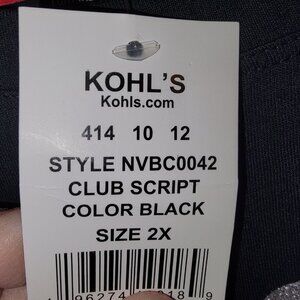 KOHL'S
Kohls.com
414 10 12
STYLE NVBC0042
CLUB SCRIPT
COLOR BLACK
SIZE 2X